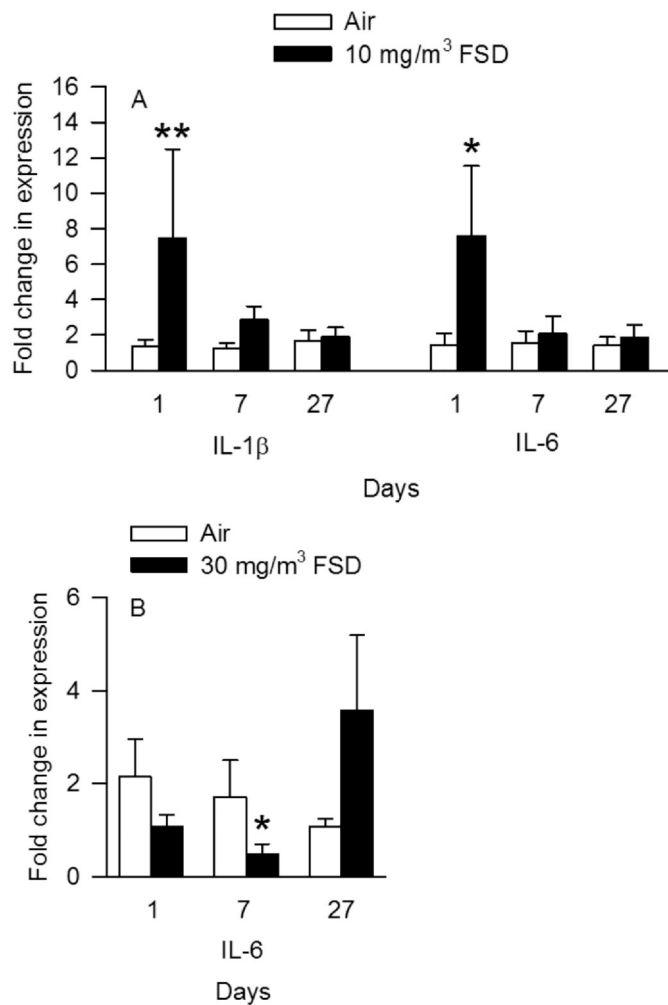 Air
10 mg/m³ FSD
A
Fold change in expression
16
14
12
10
8
6
4
2
0
**
*
1 7 27 1 7 27
IL-1β IL-6
Days
Air
30 mg/m³ FSD
B
Fold change in expression
6
4
2
0
*
1 7 27
IL-6
Days